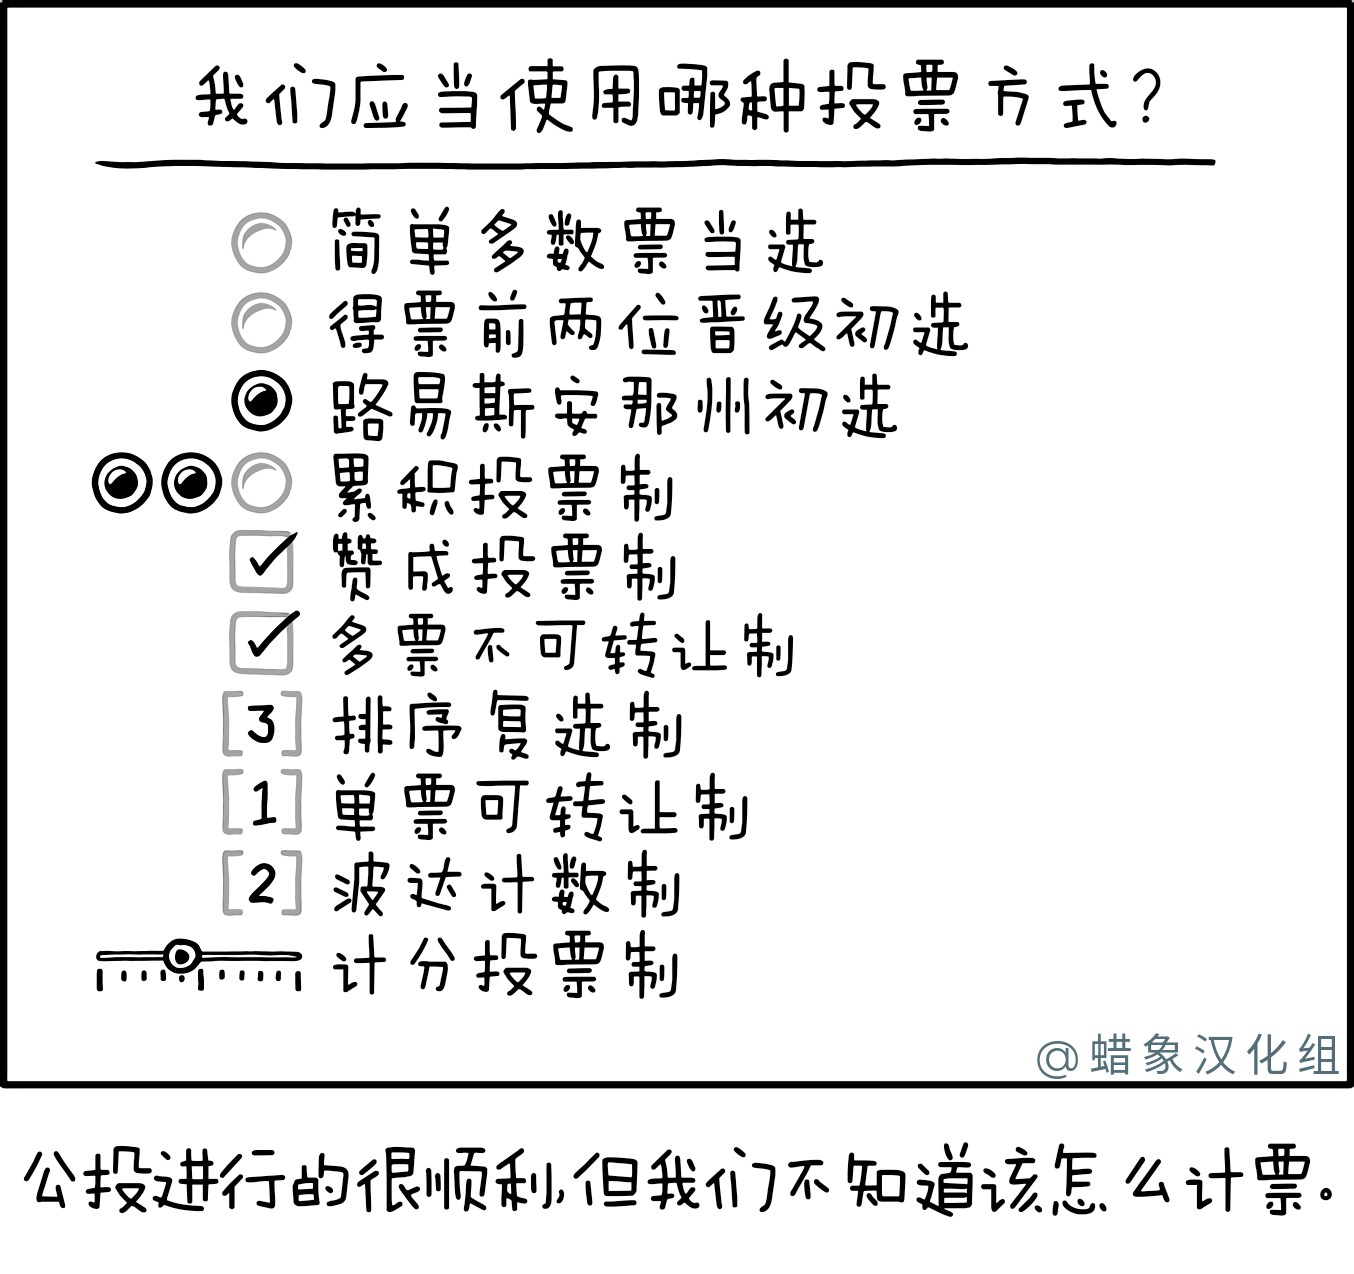 我们应当使用哪种投票方式?
简单多数票当选
得票前两位晋级初选
路易斯安那州初选
累积投票制
赞成投票制
多票不可转让制
[3] 排序复选制
[1] 单票可转让制
[2] 波达计数制
计分投票制
@蜡象汉化组
公投进行的很顺利,但我们不知道该怎么计票。